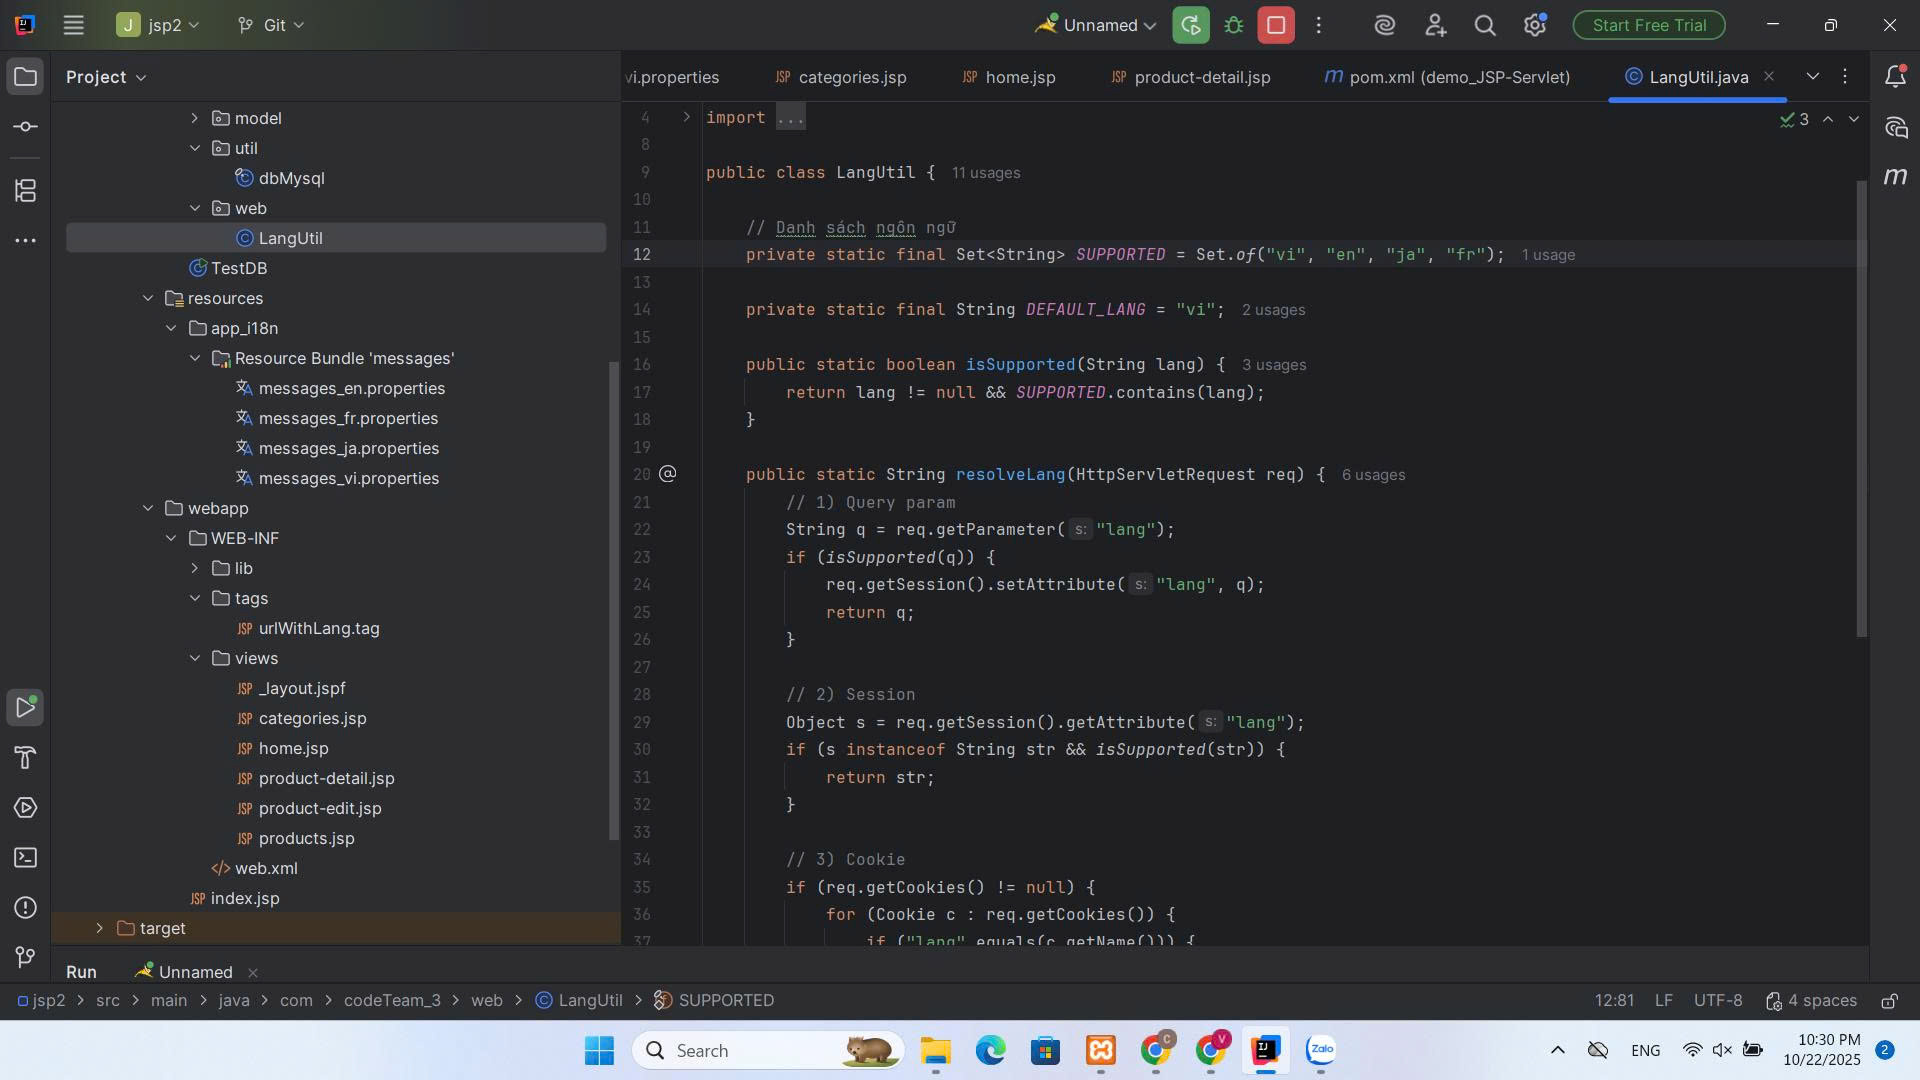 J jsp2
Git
Unnamed
Start Free Trial
Project
vi.properties
categories.jsp
home.jsp
product-detail.jsp
pom.xml (demo_JSP-Servlet)
LangUtil.java
model
util
dbMysql
web
LangUtil
TestDB
resources
app_i18n
Resource Bundle 'messages'
messages_en.properties
messages_fr.properties
messages_ja.properties
messages_vi.properties
webapp
WEB-INF
lib
tags
urlWithLang.tag
views
_layout.jspf
categories.jsp
home.jsp
product-detail.jsp
product-edit.jsp
products.jsp
web.xml
index.jsp
target
3
4 import ...
8
9 public class LangUtil { 11 usages
10
11 // Danh sách ngôn ngữ
12 private static final Set<String> SUPPORTED = Set.of("vi", "en", "ja", "fr"); 1 usage
13
14 private static final String DEFAULT_LANG = "vi"; 2 usages
15
16 public static boolean isSupported(String lang) { 3 usages
17 return lang != null && SUPPORTED.contains(lang);
18 }
19
20 public static String resolveLang(HttpServletRequest req) { 6 usages
21 // 1) Query param
22 String q = req.getParameter( s: "lang");
23 if (isSupported(q)) {
24 req.getSession().setAttribute( s: "lang", q);
25 return q;
26 }
27
28 // 2) Session
29 Object s = req.getSession().getAttribute( s: "lang");
30 if (s instanceof String str && isSupported(str)) {
31 return str;
32 }
33
34 // 3) Cookie
35 if (req.getCookies() != null) {
36 for (Cookie c : req.getCookies()) {
37 if ("lang".equals(c.getName())) {
Run
Unnamed
jsp2 > src > main > java > com > codeTeam_3 > web > LangUtil > SUPPORTED
12:81 LF UTF-8 4 spaces
Search
Zalo
ENG
10:30 PM
10/22/2025
2